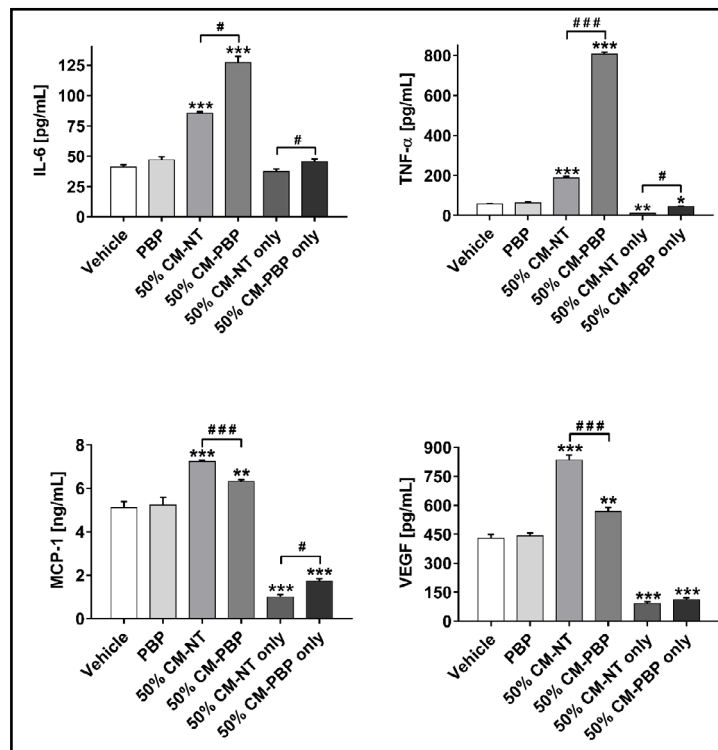 IL-6 [pg/mL]
125
100
75
50
25
0
#
***
***
#
Vehicle
PBP
50% CM-NT
50% CM-PBP
50% CM-NT only
50% CM-PBP only
TNF-α [pg/mL]
800
600
400
200
0
###
***
***
#
**
*
Vehicle
PBP
50% CM-NT
50% CM-PBP
50% CM-NT only
50% CM-PBP only
MCP-1 [ng/mL]
8
6
4
2
0
###
***
**
#
***
***
Vehicle
PBP
50% CM-NT
50% CM-PBP
50% CM-NT only
50% CM-PBP only
VEGF [pg/mL]
900
750
600
450
300
150
0
###
***
**
***
***
Vehicle
PBP
50% CM-NT
50% CM-PBP
50% CM-NT only
50% CM-PBP only